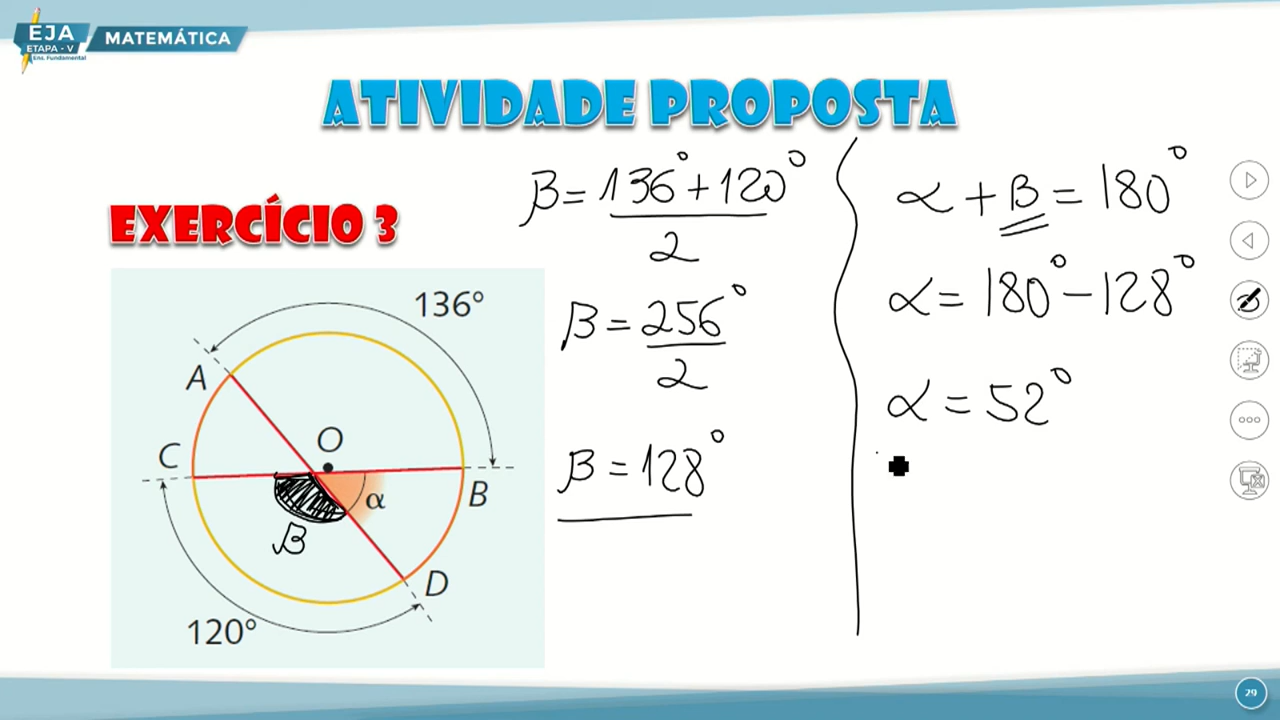 EJA
ETAPA - V
Ens. Fundamental
MATEMÁTICA
ATIVIDADE PROPOSTA
EXERCÍCIO 3
136°
A
O
C
B
α
β
D
120°
β = 136° + 120°
2
β = 256°
2
β = 128°
α + β = 180°
α = 180° - 128°
α = 52°
29